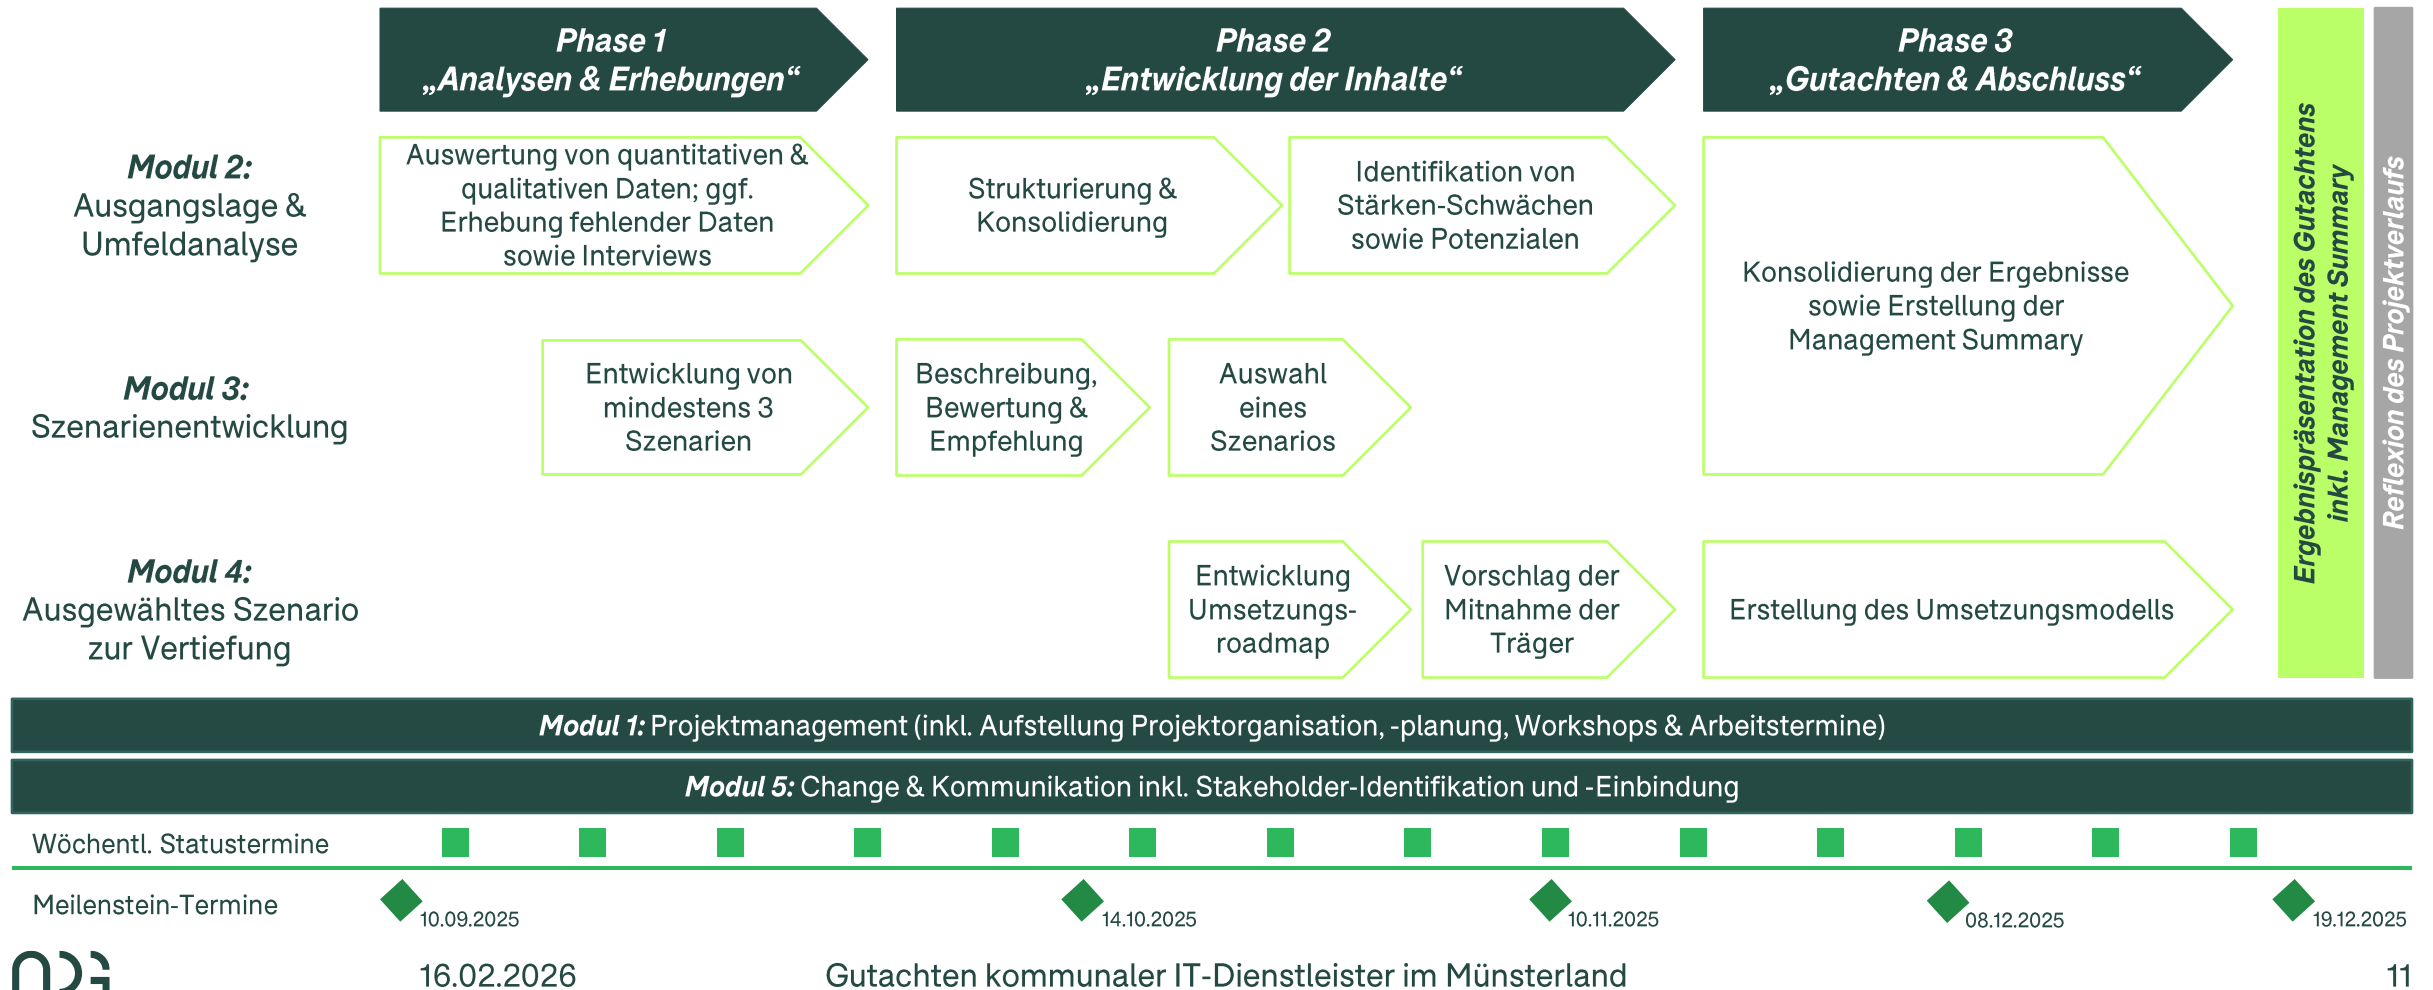 Phase 1
„Analysen & Erhebungen“
Phase 2
„Entwicklung der Inhalte“
Phase 3
„Gutachten & Abschluss“
Modul 2:
Ausgangslage &
Umfeldanalyse
Auswertung von quantitativen &
qualitativen Daten; ggf.
Erhebung fehlender Daten
sowie Interviews
Strukturierung &
Konsolidierung
Identifikation von
Stärken-Schwächen
sowie Potenzialen
Konsolidierung der Ergebnisse
sowie Erstellung der
Management Summary
Modul 3:
Szenarienentwicklung
Entwicklung von
mindestens 3
Szenarien
Beschreibung,
Bewertung &
Empfehlung
Auswahl
eines
Szenarios
Modul 4:
Ausgewähltes Szenario
zur Vertiefung
Entwicklung
Umsetzungs-
roadmap
Vorschlag der
Mitnahme der
Träger
Erstellung des Umsetzungsmodells
Ergebnispräsentation des Gutachtens
inkl. Management Summary
Reflexion des Projektverlaufs
Modul 1: Projektmanagement (inkl. Aufstellung Projektorganisation, -planung, Workshops & Arbeitstermine)
Modul 5: Change & Kommunikation inkl. Stakeholder-Identifikation und -Einbindung
Wöchentl. Statustermine
Meilenstein-Termine
10.09.2025
14.10.2025
10.11.2025
08.12.2025
19.12.2025
16.02.2026
Gutachten kommunaler IT-Dienstleister im Münsterland
11